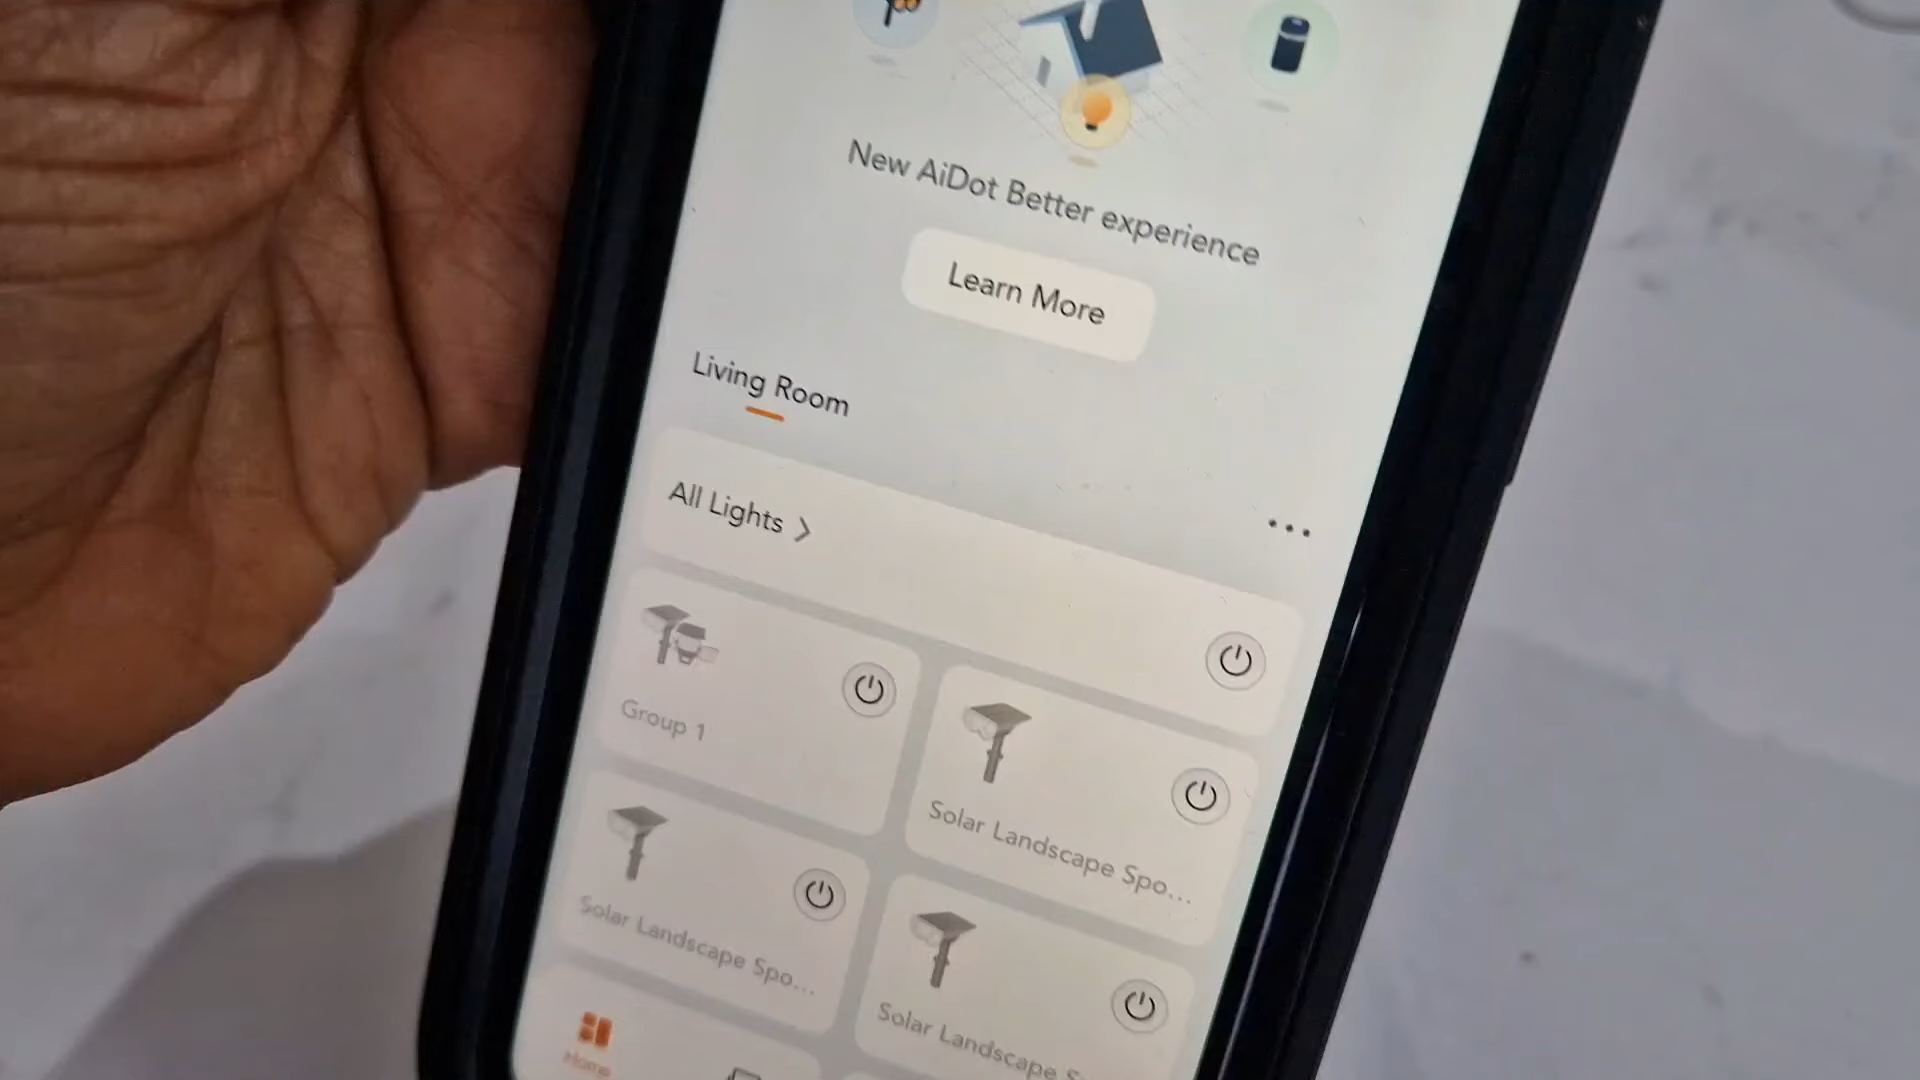 New AiDot Better experience
Learn More
Living Room
All Lights
Group 1
Solar Landscape Spo...
Solar Landscape Spo...
Solar Landscape S
Home